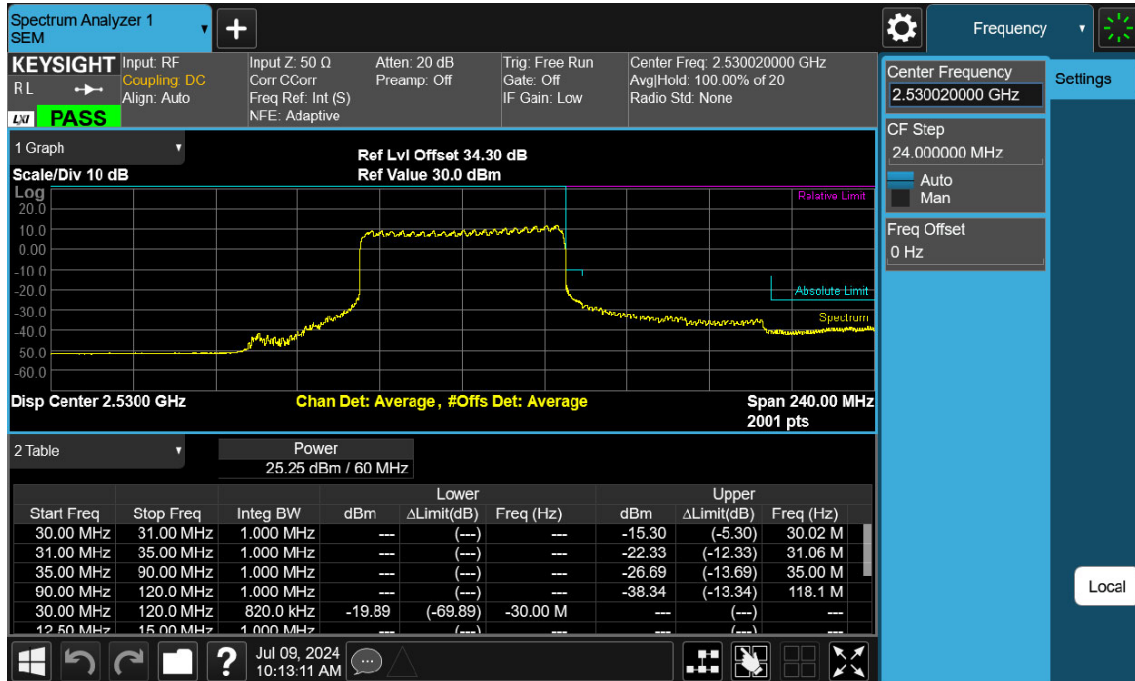 Spectrum Analyzer 1
SEM
Frequency
KEYSIGHT
R L
LXI
PASS
Input: RF
Coupling: DC
Align: Auto
Input Z: 50 Ω
Corr CCorr
Freq Ref: Int (S)
NFE: Adaptive
Atten: 20 dB
Preamp: Off
Trig: Free Run
Gate: Off
IF Gain: Low
Center Freq: 2.530020000 GHz
Avg|Hold: 100.00% of 20
Radio Std: None
Center Frequency
2.530020000 GHz
Settings
CF Step
24.000000 MHz
Auto
Man
Freq Offset
0 Hz
1 Graph
Scale/Div 10 dB
Ref Lvl Offset 34.30 dB
Ref Value 30.0 dBm
Log
20.0
10.0
0.00
-10.0
-20.0
-30.0
-40.0
-50.0
-60.0
Relative Limit
Absolute Limit
Spectrum
Disp Center 2.5300 GHz
Chan Det: Average , #Offs Det: Average
Span 240.00 MHz
2001 pts
2 Table
Power
25.25 dBm / 60 MHz
Lower Upper
Start Freq Stop Freq Integ BW dBm ΔLimit(dB) Freq (Hz) dBm ΔLimit(dB) Freq (Hz)
30.00 MHz 31.00 MHz 1.000 MHz --- (---) --- -15.30 (-5.30) 30.02 M
31.00 MHz 35.00 MHz 1.000 MHz --- (---) --- -22.33 (-12.33) 31.06 M
35.00 MHz 90.00 MHz 1.000 MHz --- (---) --- -26.69 (-13.69) 35.00 M
90.00 MHz 120.0 MHz 1.000 MHz --- (---) --- -38.34 (-13.34) 118.1 M
30.00 MHz 120.0 MHz 820.0 kHz -19.89 (-69.89) -30.00 M --- (---) ---
12.50 MHz 15.00 MHz 1.000 MHz --- (---) --- --- (---) ---
Local
?
Jul 09, 2024
10:13:11 AM